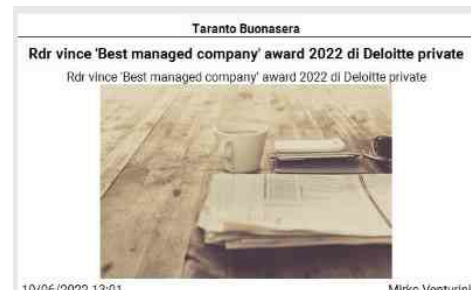 Taranto Buonasera
Rdr vince 'Best managed company' award 2022 di Deloitte private
Rdr vince 'Best managed company' award 2022 di Deloitte private
10/06/2022 13:01 Mirko Venturini